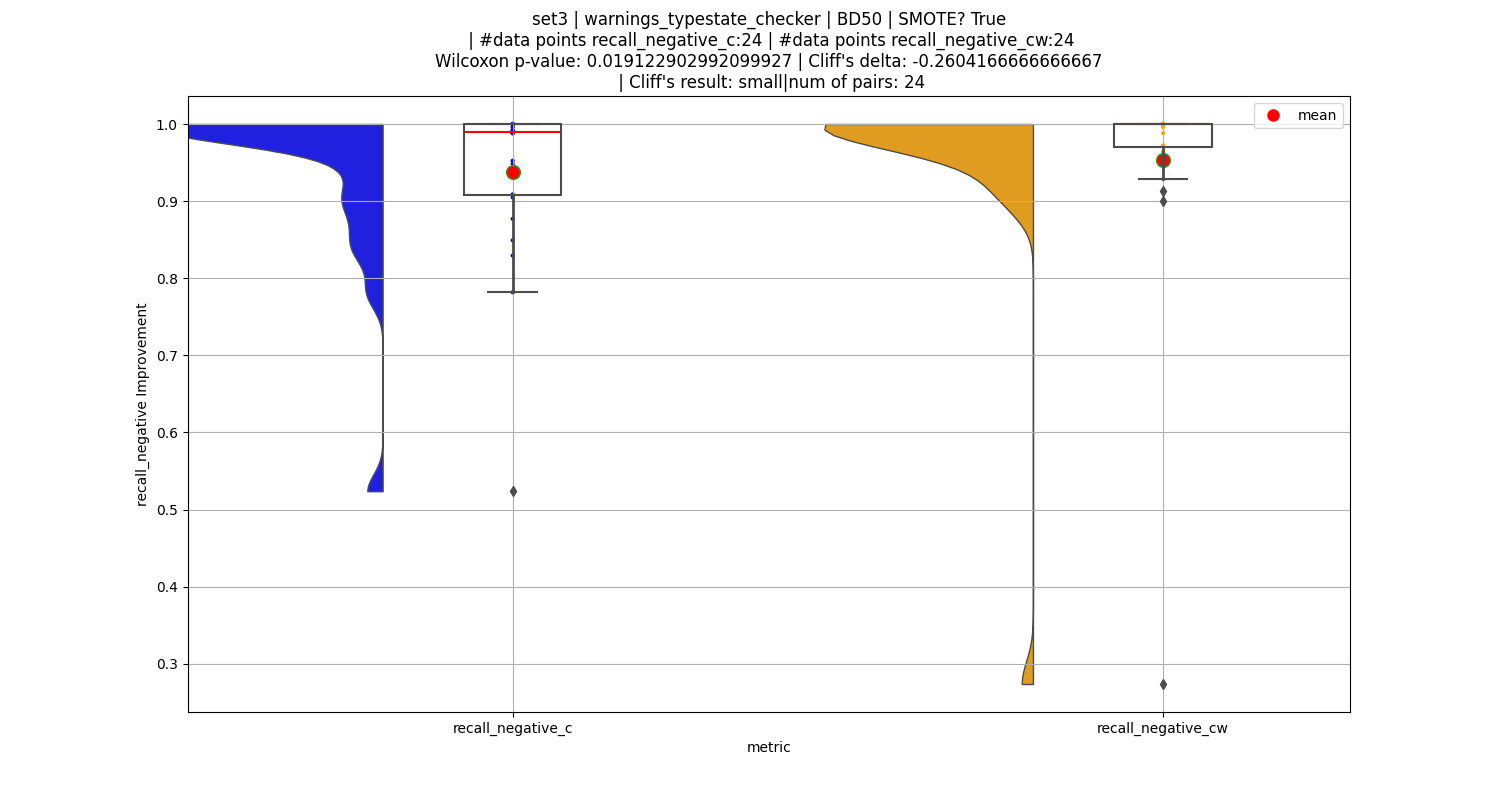 set3 | warnings_typestate_checker | BD50 | SMOTE? True
| #data points recall_negative_c:24 | #data points recall_negative_cw:24
Wilcoxon p-value: 0.019122902992099927 | Cliff's delta: -0.2604166666666667
| Cliff's result: small|num of pairs: 24
mean
1.0
0.9
0.8
0.7
0.6
0.5
0.4
0.3
recall_negative Improvement
recall_negative_c
recall_negative_cw
metric